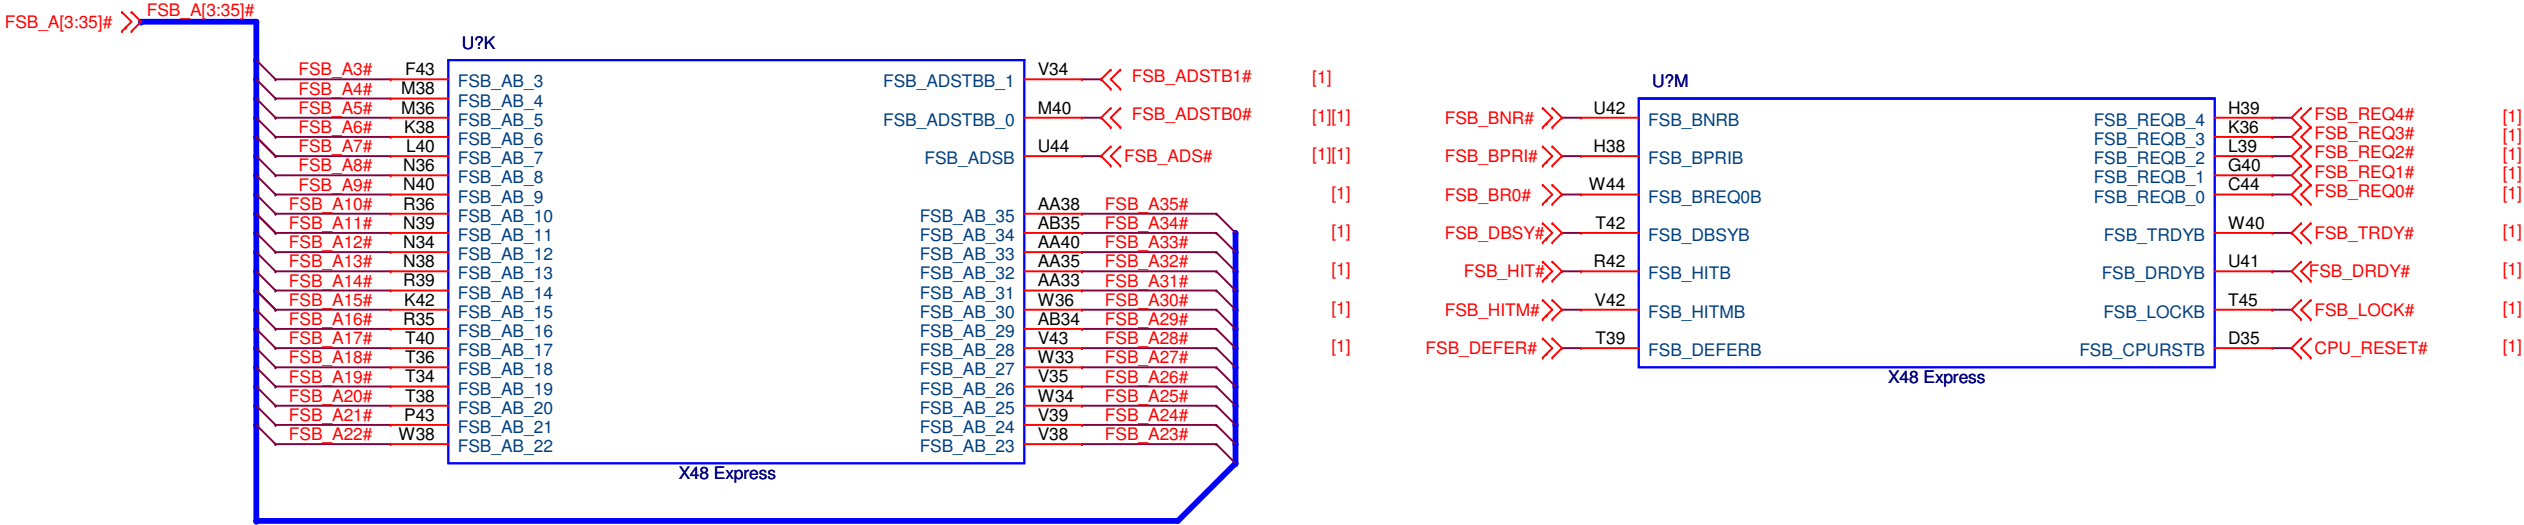 FSB_A[3:35]# FSB_A[3:35]#
U?K
FSB_A3# F43 FSB_AB_3
FSB_A4# M38 FSB_AB_4
FSB_A5# M36 FSB_AB_5
FSB_A6# K38 FSB_AB_6
FSB_A7# L40 FSB_AB_7
FSB_A8# N36 FSB_AB_8
FSB_A9# N40 FSB_AB_9
FSB_A10# R36 FSB_AB_10
FSB_A11# N39 FSB_AB_11
FSB_A12# N34 FSB_AB_12
FSB_A13# N38 FSB_AB_13
FSB_A14# R39 FSB_AB_14
FSB_A15# K42 FSB_AB_15
FSB_A16# R35 FSB_AB_16
FSB_A17# T40 FSB_AB_17
FSB_A18# T36 FSB_AB_18
FSB_A19# T34 FSB_AB_19
FSB_A20# T38 FSB_AB_20
FSB_A21# P43 FSB_AB_21
FSB_A22# W38 FSB_AB_22
FSB_ADSTBB_1 V34 FSB_ADSTB1# [1]
FSB_ADSTBB_0 M40 FSB_ADSTB0# [1]
FSB_ADSB U44 FSB_ADS# [1]
FSB_AB_35 AA38 FSB_A35#
FSB_AB_34 AB35 FSB_A34#
FSB_AB_33 AA40 FSB_A33#
FSB_AB_32 AA35 FSB_A32#
FSB_AB_31 AA33 FSB_A31#
FSB_AB_30 W36 FSB_A30#
FSB_AB_29 AB34 FSB_A29#
FSB_AB_28 V43 FSB_A28#
FSB_AB_27 W33 FSB_A27#
FSB_AB_26 V35 FSB_A26#
FSB_AB_25 W34 FSB_A25#
FSB_AB_24 V39 FSB_A24#
FSB_AB_23 V38 FSB_A23#
X48 Express
U?M
[1] FSB_BNR# U42 FSB_BNRB
[1] FSB_BPRI# H38 FSB_BPRIB
[1] FSB_BR0# W44 FSB_BREQ0B
[1] FSB_DBSY# T42 FSB_DBSYB
[1] FSB_HIT# R42 FSB_HITB
[1] FSB_HITM# V42 FSB_HITMB
[1] FSB_DEFER# T39 FSB_DEFERB
FSB_REQB_4 H39 FSB_REQ4# [1]
FSB_REQB_3 K36 FSB_REQ3# [1]
FSB_REQB_2 L39 FSB_REQ2# [1]
FSB_REQB_1 G40 FSB_REQ1# [1]
FSB_REQB_0 C44 FSB_REQ0# [1]
FSB_TRDYB W40 FSB_TRDY# [1]
FSB_DRDYB U41 FSB_DRDY# [1]
FSB_LOCKB T45 FSB_LOCK# [1]
FSB_CPURSTB D35 CPU_RESET# [1]
X48 Express